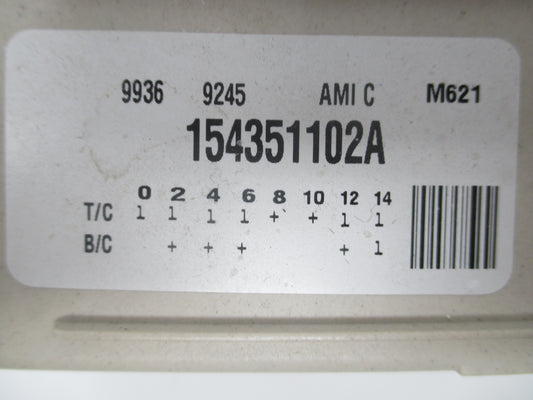 9936 9245 AMI C M621
154351102A
0 2 4 6 8 10 12 14
T/C 1 1 1 1 + + 1 1
B/C + + + + 1